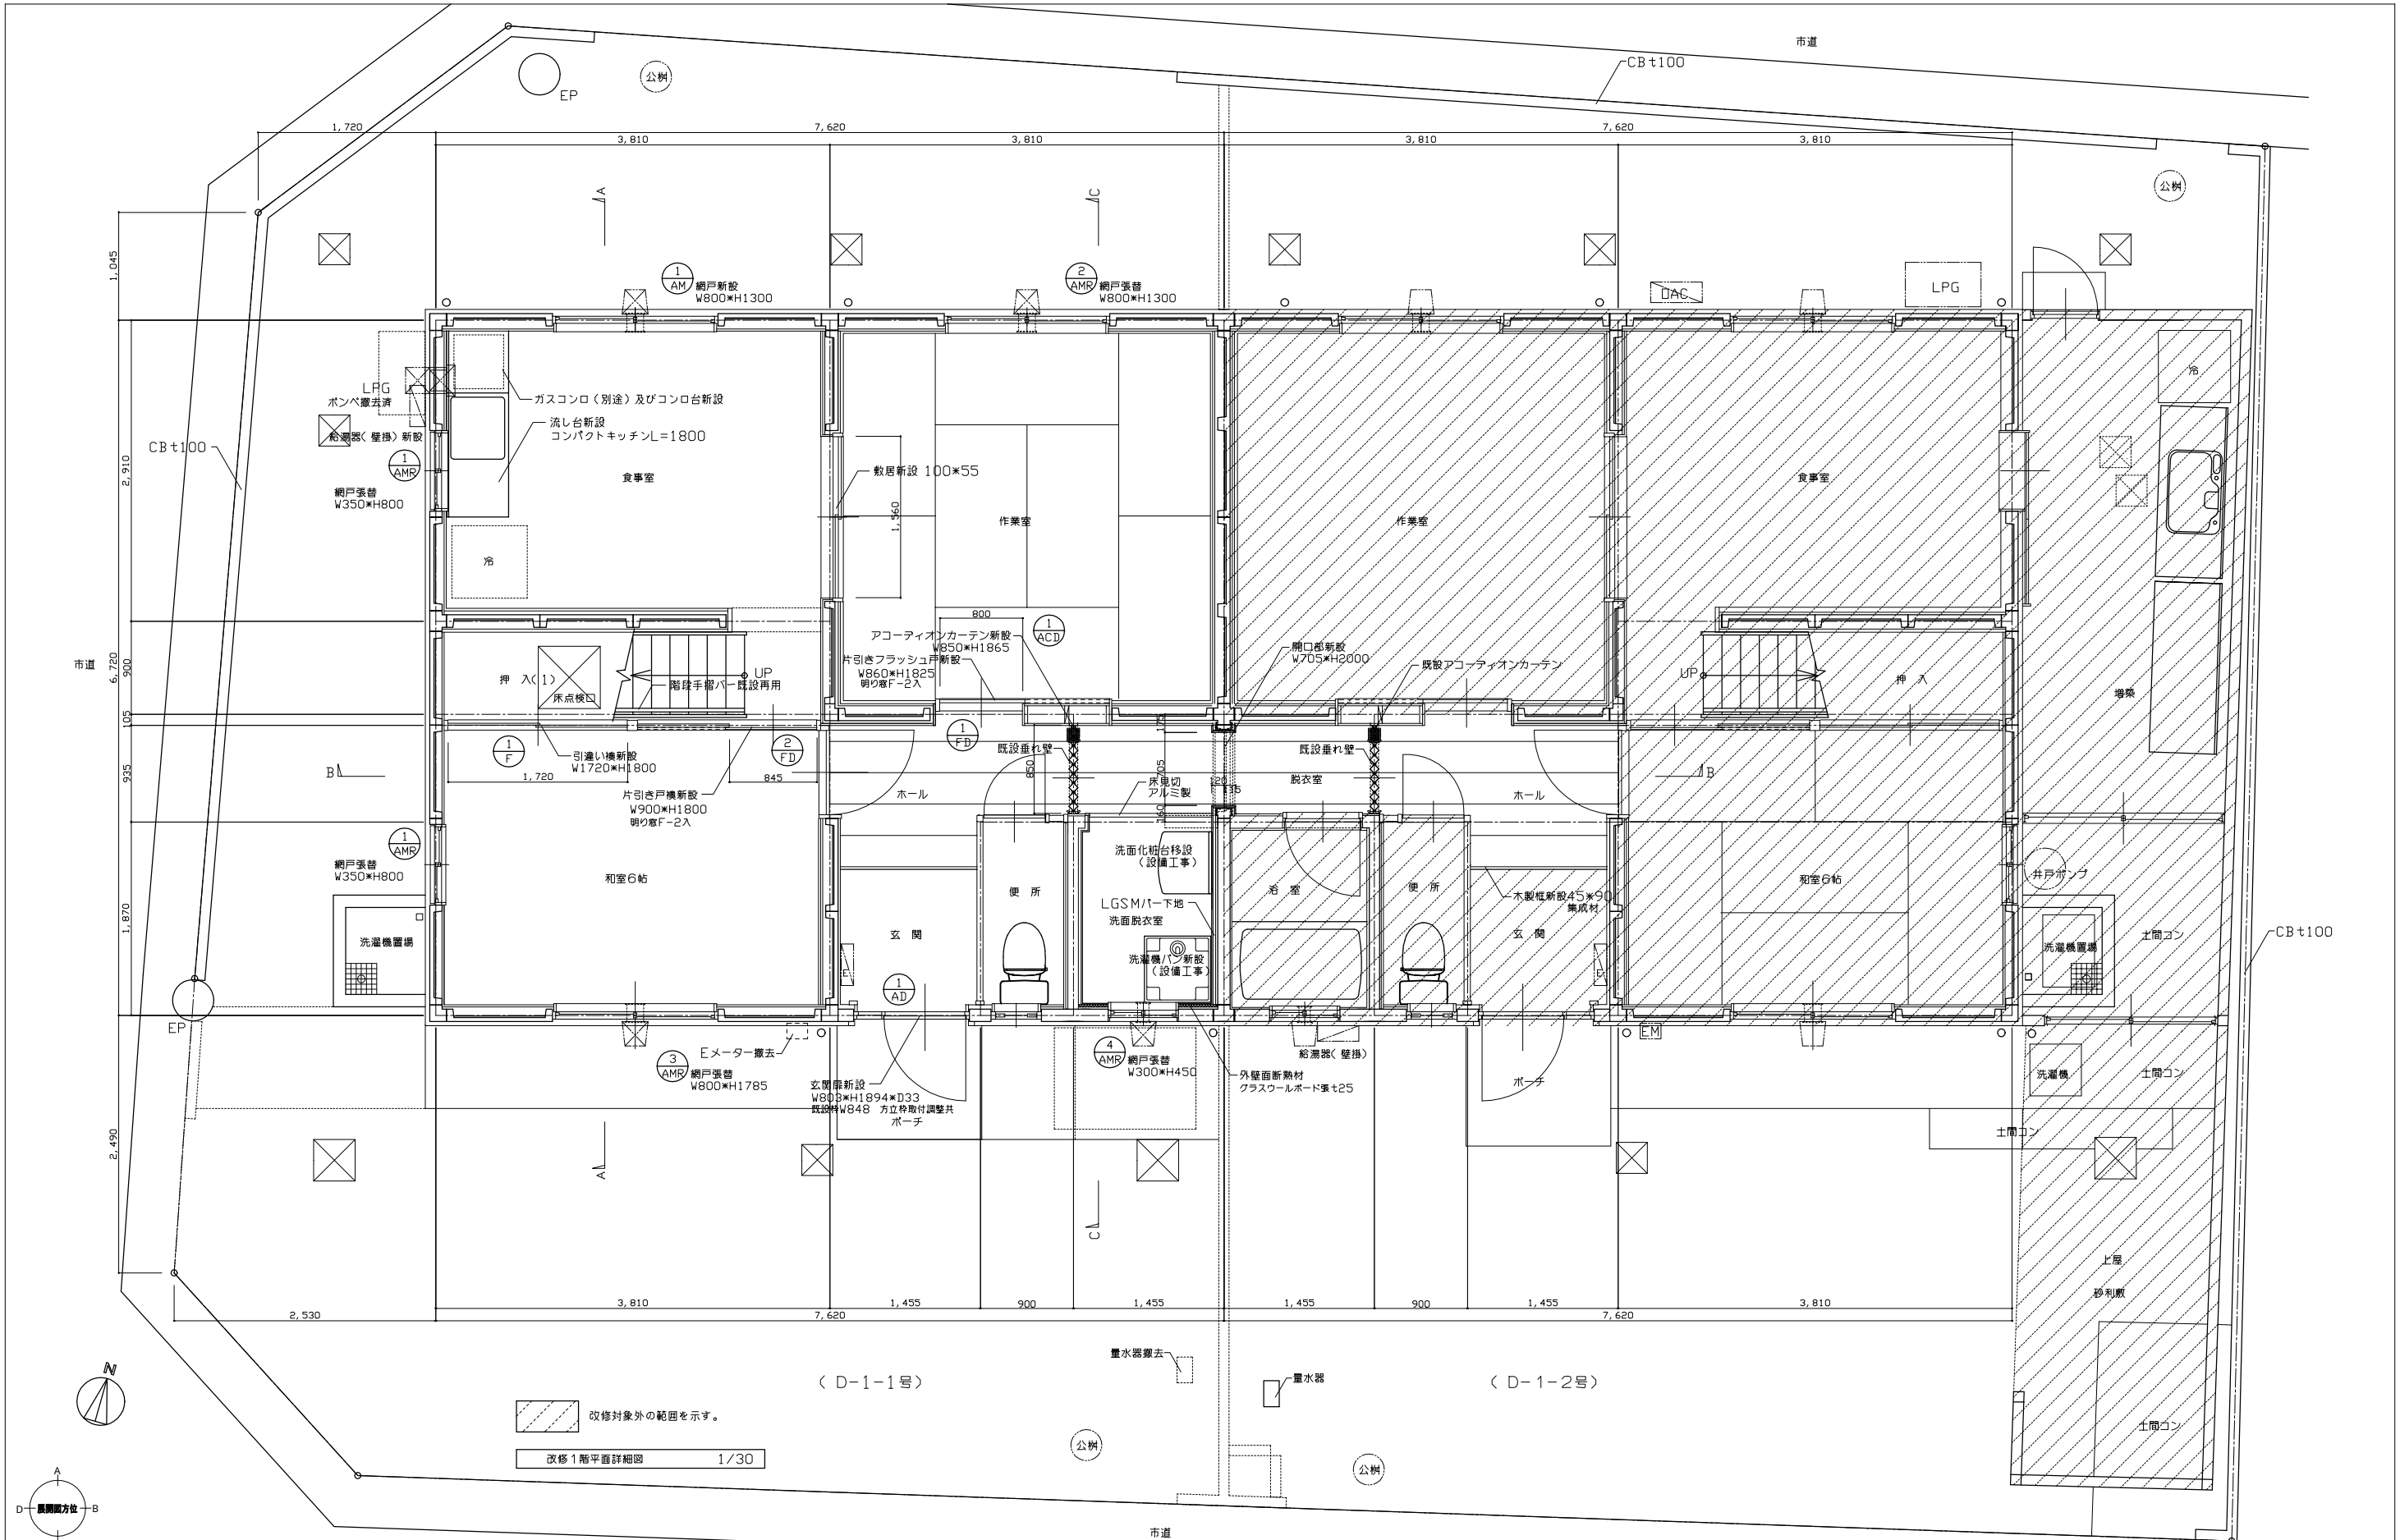 市道
CBt100
EP
公桝
1,720
7,620
7,620
3,810
3,810
3,810
3,810
公桝
A
C
1,045
1
AM
網戸新設
W800*H1300
2
AMR
網戸張替
W800*H1300
LPG
LPG
ボンベ撤去済
ガスコンロ(別途)及びコンロ台新設
冷
流し台新設
コンパクトキッチンL=1800
給湯器(壁掛)新設
CBt100
1
AMR
2,910
敷居新設 100*55
食事室
食事室
網戸張替
W350*H800
1,560
作業室
作業室
冷
800
1
ACD
アコーディオンカーテン新設
W850*H1865
開口部新設
W705*H2000
片引きフラッシュ戸新設
W860*H1825
明り窓F-2入
既設アコーディオンカーテン
市道
6,720
900
押 入(1)
床点検口
UP
階段手摺バー既設再用
UP
押 入
増築
105
1
F
引違い襖新設
W1720*H1800
2
FD
1
FD
既設垂れ壁
既設垂れ壁
175
705
160
850
B
935
1,720
845
床見切
アルミ製
120
135
脱衣室
B
片引き戸襖新設
W900*H1800
明り窓F-2入
ホール
ホール
1
AMR
網戸張替
W350*H800
洗面化粧台移設
(設備工事)
和室6帖
便 所
浴 室
便 所
和室6帖
井戸ポンプ
木製框新設45*90
集成材
LGSMバー下地
洗面脱衣室
1,870
洗濯機置場
玄 関
玄 関
洗濯機置場
土間コン
CBt100
洗濯機パン新設
(設備工事)
E
E
1
AD
EP
EM
3
AMR
Eメーター撤去
網戸張替
W800*H1785
4
AMR
網戸張替
W300*H450
給湯器(壁掛)
外壁面断熱材
グラスウールボード張t25
洗濯機
土間コン
玄関扉新設
W803*H1894*D33
既設枠W848 方立枠取付調整共
ポーチ
ポーチ
土間コン
2,490
A
C
上屋
砂利敷
3,810
1,455
900
1,455
1,455
900
1,455
3,810
2,530
7,620
7,620
N
量水器撤去
量水器
(D-1-1号)
(D-1-2号)
改修対象外の範囲を示す。
土間コン
公桝
公桝
改修1階平面詳細図 1/30
A
D
展開図方位
B
市道